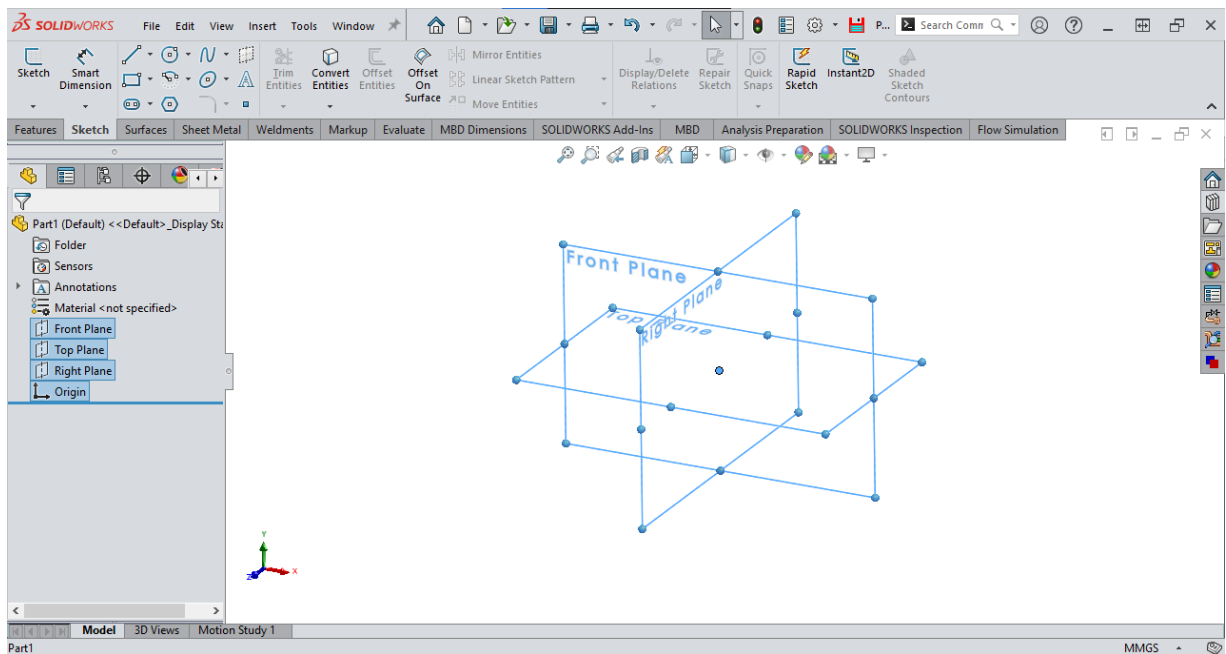 SOLIDWORKS File Edit View Insert Tools Window P... Search Comm
Sketch Smart Dimension Trim Entities Convert Entities Offset Entities Offset On Surface Mirror Entities Linear Sketch Pattern Move Entities Display/Delete Relations Repair Sketch Quick Snaps Rapid Sketch Instant2D Shaded Sketch Contours
Features Sketch Surfaces Sheet Metal Weldments Markup Evaluate MBD Dimensions SOLIDWORKS Add-Ins MBD Analysis Preparation SOLIDWORKS Inspection Flow Simulation
Part1 (Default) <<Default>_Display Sta
Folder
Sensors
Annotations
Material <not specified>
Front Plane
Top Plane
Right Plane
Origin
Front Plane
Right Plane
Top Plane
Y
X
Z
Model 3D Views Motion Study 1
Part1 MMGS